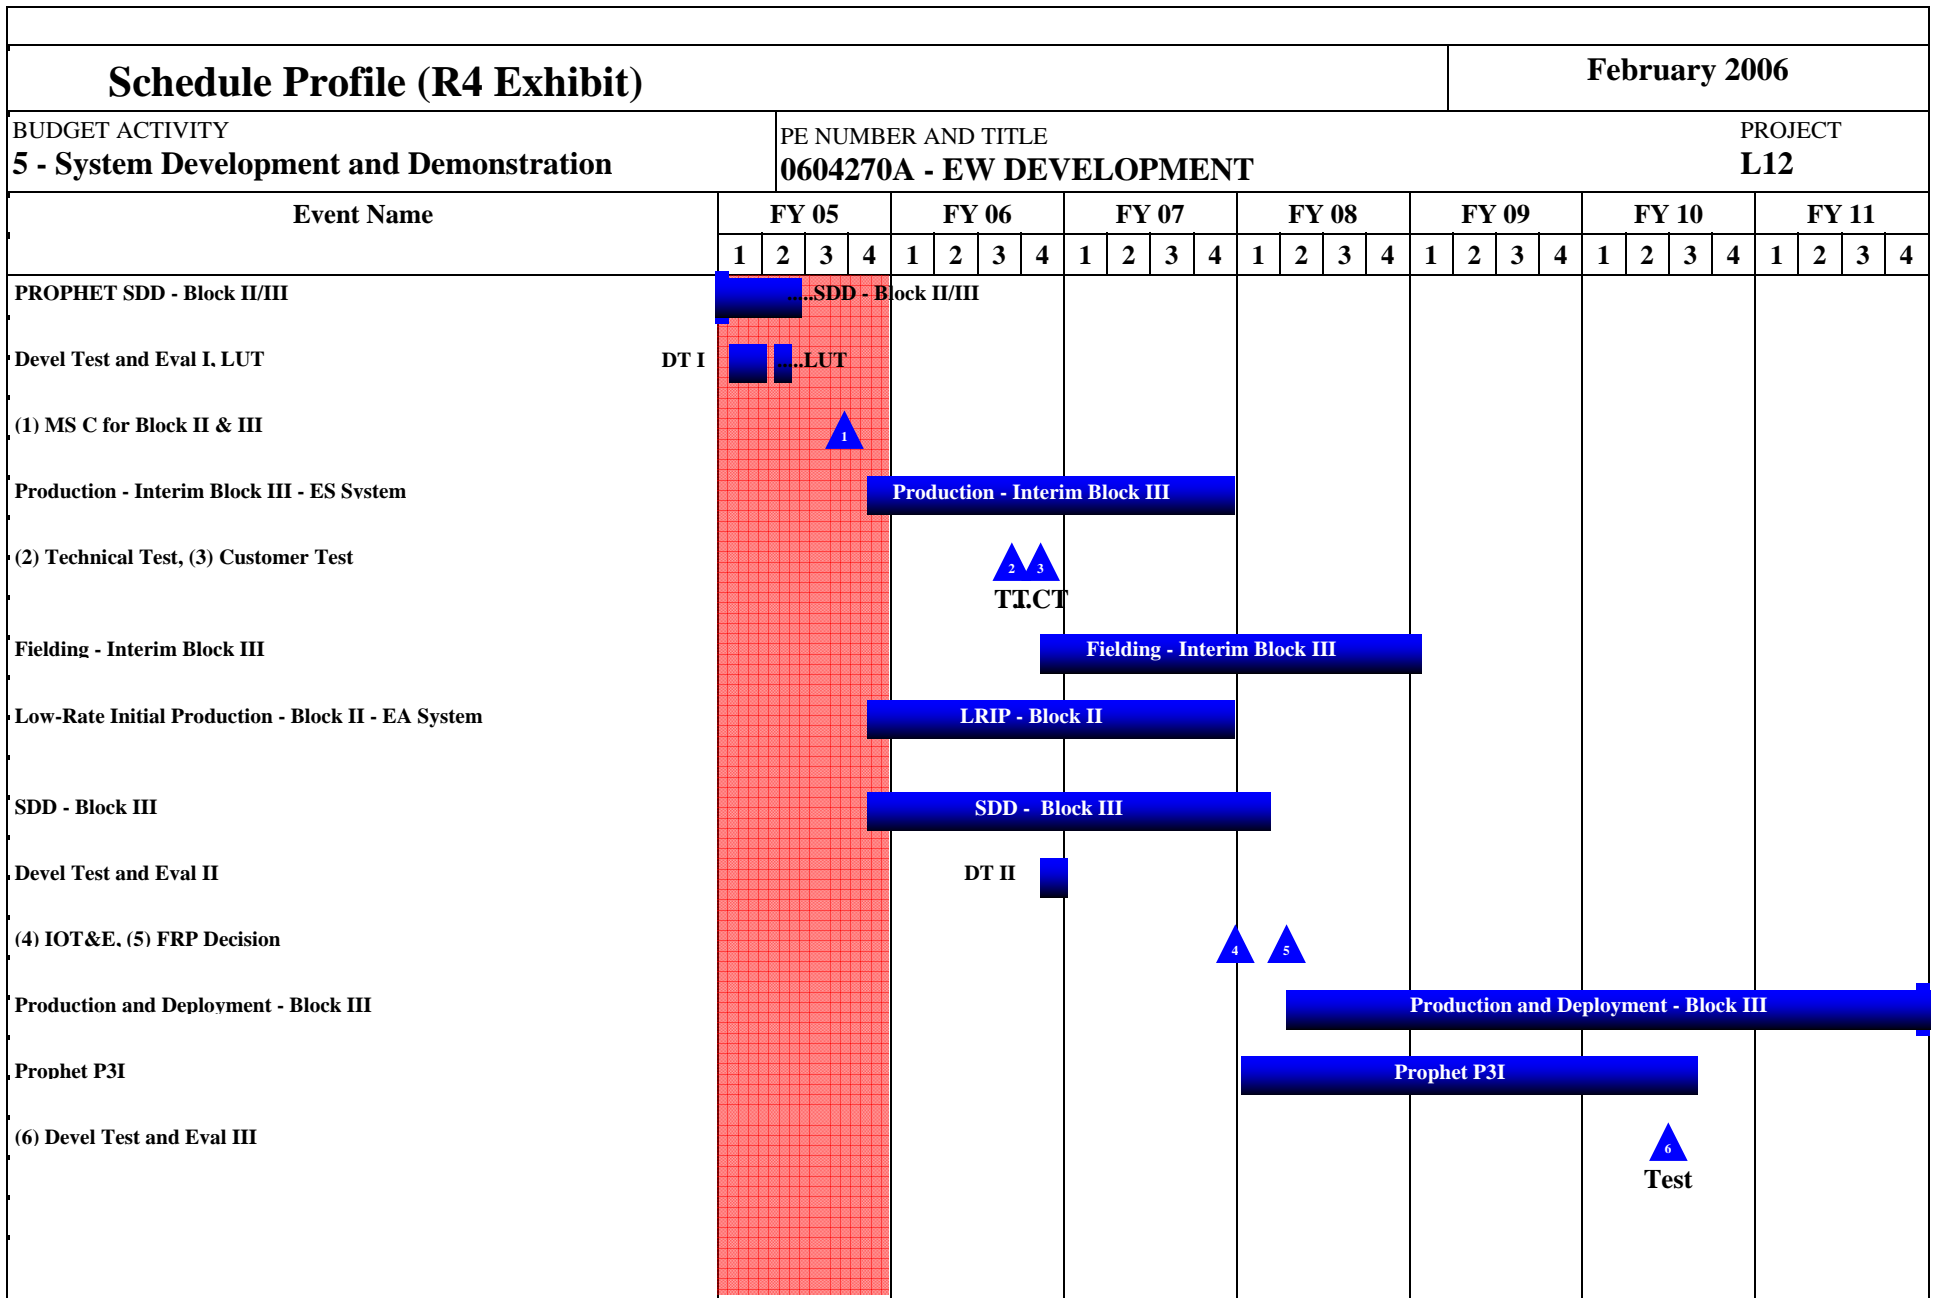 Schedule Profile (R4 Exhibit)
February 2006
BUDGET ACTIVITY
5 - System Development and Demonstration
PE NUMBER AND TITLE
0604270A - EW DEVELOPMENT
PROJECT
L12
Event Name FY 05 FY 06 FY 07 FY 08 FY 09 FY 10 FY 11
1 2 3 4 1 2 3 4 1 2 3 4 1 2 3 4 1 2 3 4 1 2 3 4 1 2 3 4
PROPHET SDD - Block II/III .....SDD - Block II/III
Devel Test and Eval I, LUT DT I .....LUT
(1) MS C for Block II & III 1
Production - Interim Block III - ES System Production - Interim Block III
(2) Technical Test, (3) Customer Test 2 3
TT..CT
Fielding - Interim Block III Fielding - Interim Block III
Low-Rate Initial Production - Block II - EA System LRIP - Block II
SDD - Block III SDD - Block III
Devel Test and Eval II DT II
(4) IOT&E, (5) FRP Decision 4 5
Production and Deployment - Block III Production and Deployment - Block III
Prophet P3I Prophet P3I
(6) Devel Test and Eval III 6
Test